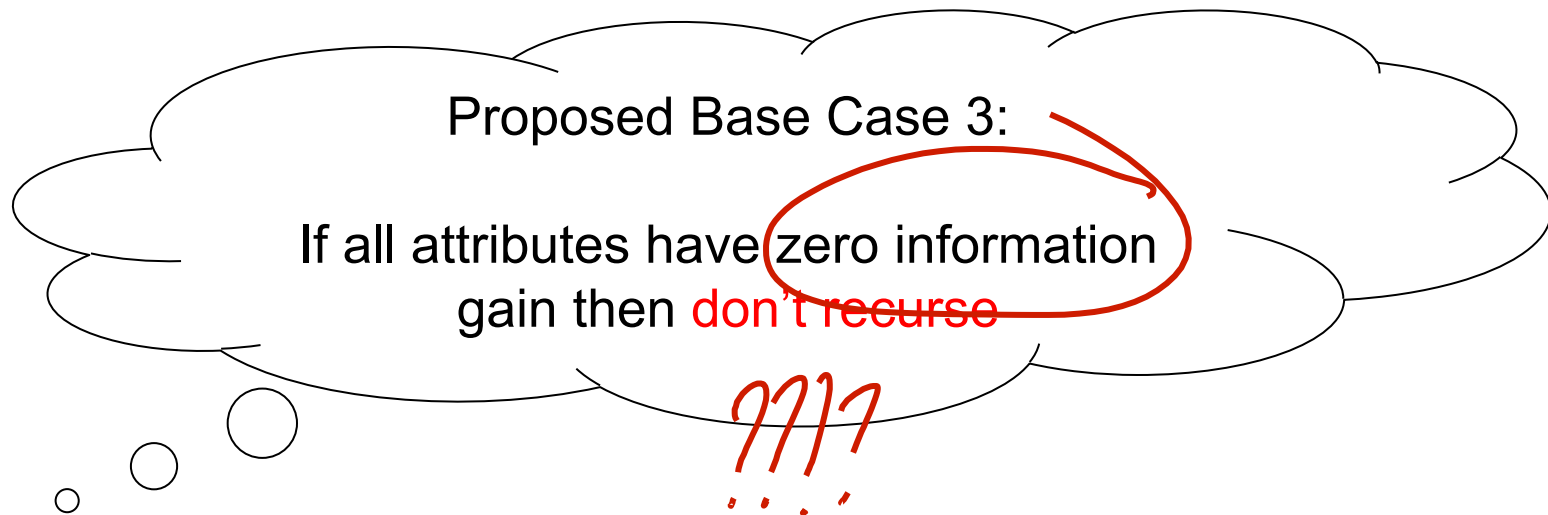 Proposed Base Case 3:
If all attributes have zero information
gain then don't recurse
????